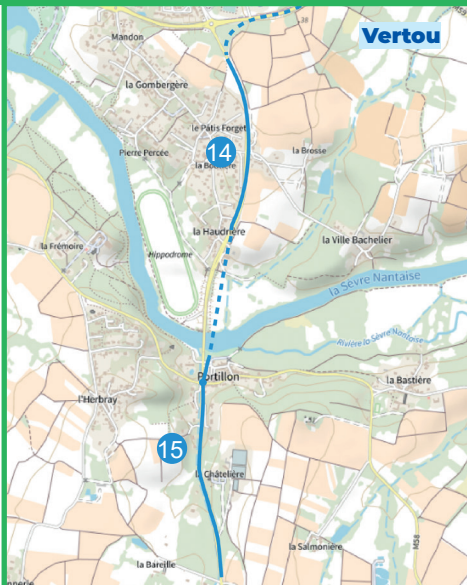 Vertou
Mandon
la Gombergère
le Pâtis Forget
14
Pierre Percée
la Brosse
la Haudrière
la Ville Bachelier
la Frémoire
Hippodrome
la Sèvre Nantaise
Rivière la Sèvre Nantaise
Portillon
la Bastière
l'Herbray
15
la Châtelière
M58
la Salmonière
la Bareille